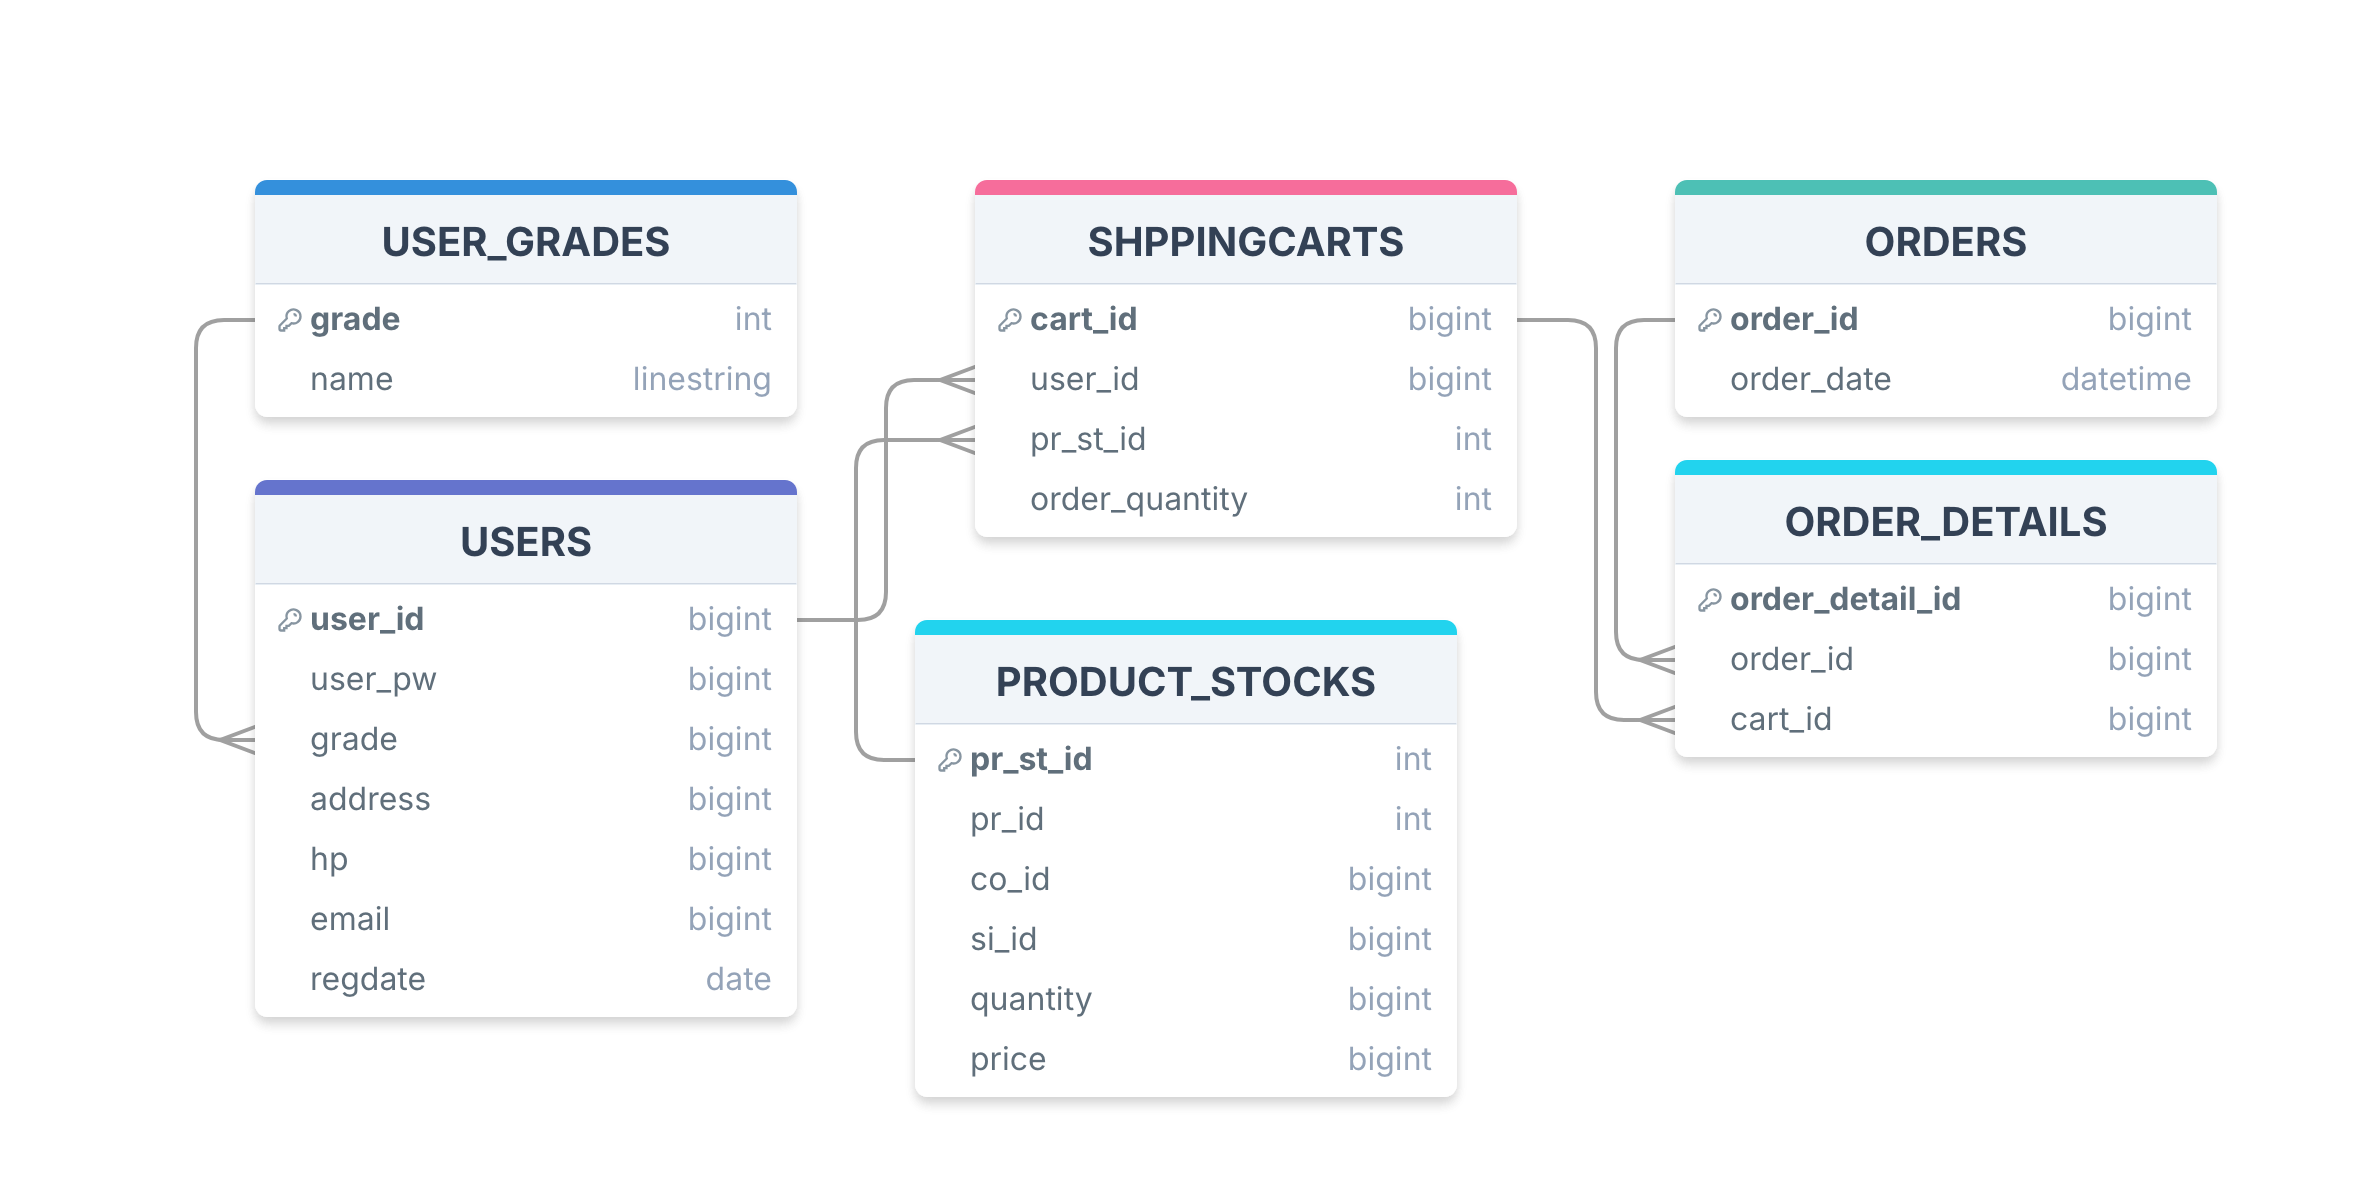 USER_GRADES
grade int
name linestring
USERS
user_id bigint
user_pw bigint
grade bigint
address bigint
hp bigint
email bigint
regdate date
SHPPINGCARTS
cart_id bigint
user_id bigint
pr_st_id int
order_quantity int
PRODUCT_STOCKS
pr_st_id int
pr_id int
co_id bigint
si_id bigint
quantity bigint
price bigint
ORDERS
order_id bigint
order_date datetime
ORDER_DETAILS
order_detail_id bigint
order_id bigint
cart_id bigint